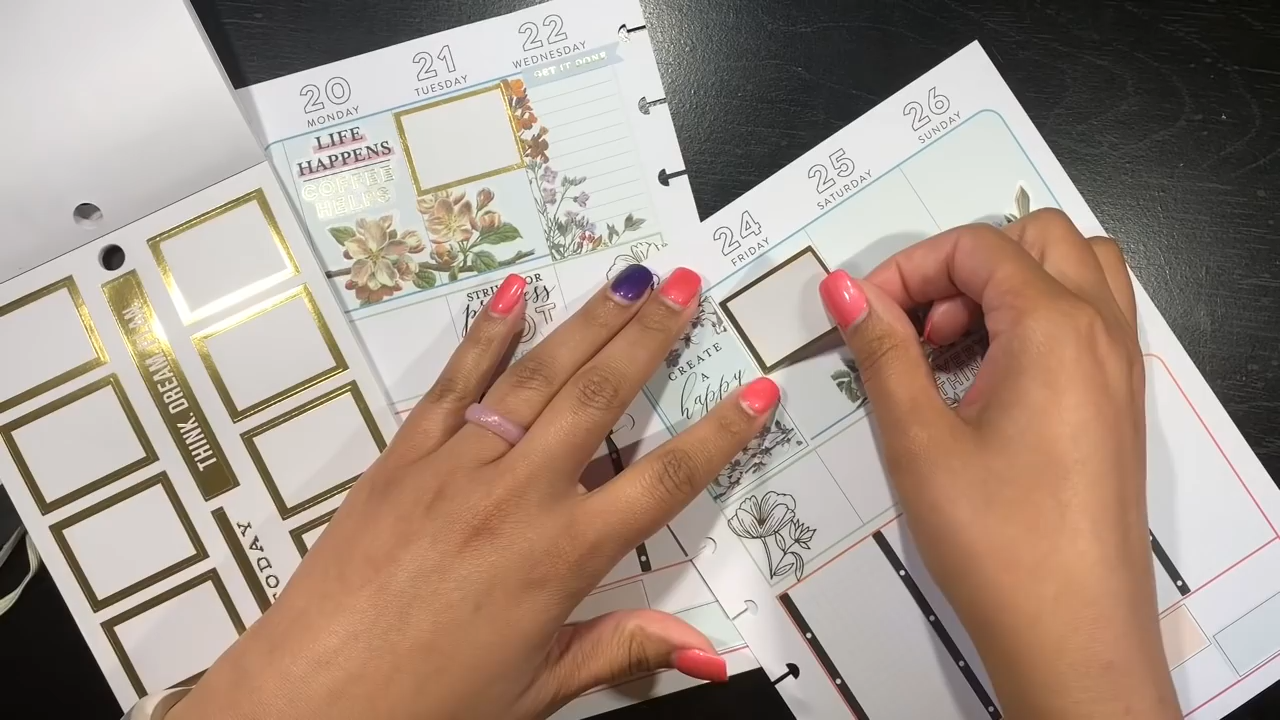 20
MONDAY
21
TUESDAY
22
WEDNESDAY
GET IT DONE
LIFE
HAPPENS
COFFEE
HELPS
24
FRIDAY
25
SATURDAY
26
SUNDAY
CREATE
A
happy
THINK. DREAM.
TODAY